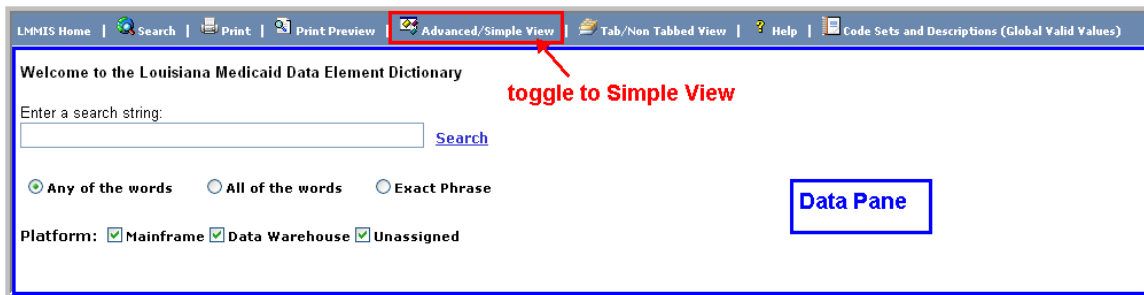 LMMIS Home | Search | Print | Print Preview | Advanced/Simple View | Tab/Non Tabbed View | Help | Code Sets and Descriptions (Global Valid Values)
Welcome to the Louisiana Medicaid Data Element Dictionary
toggle to Simple View
Enter a search string:
Search
Any of the words All of the words Exact Phrase
Data Pane
Platform: Mainframe Data Warehouse Unassigned